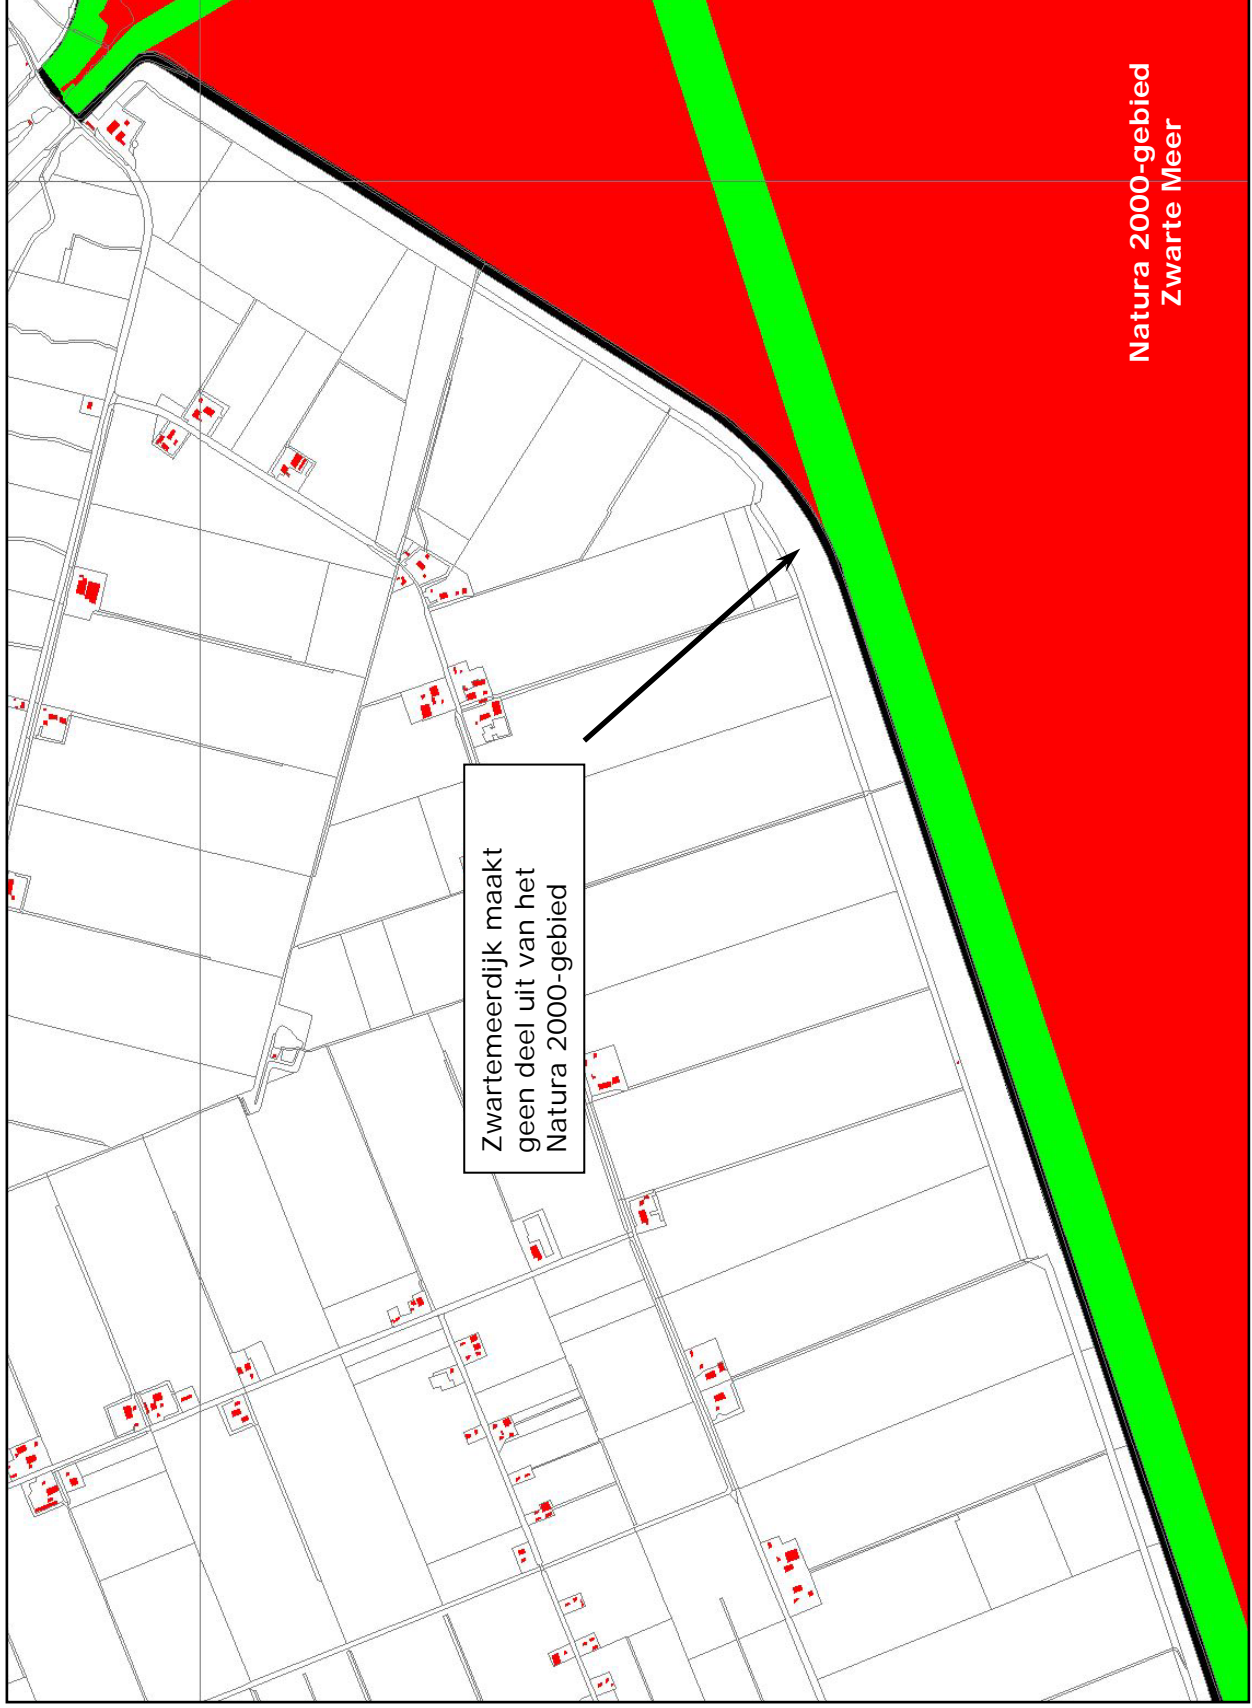 Zwartemeerdijk maakt
geen deel uit van het
Natura 2000-gebied
Natura 2000-gebied
Zwarte Meer